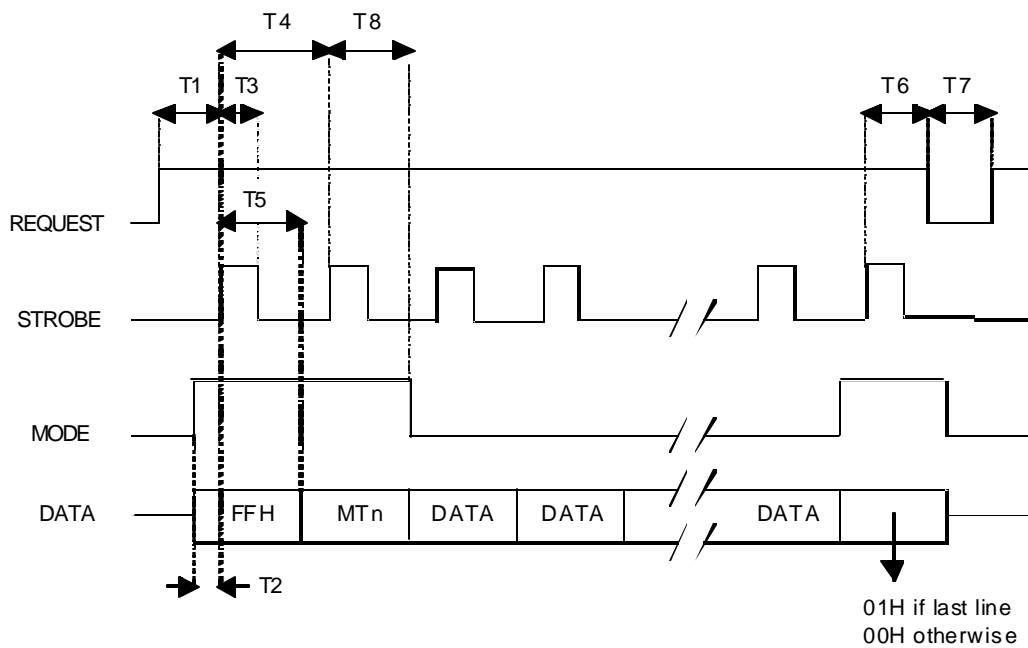 T4 T8
T1 T3 T6 T7
T5
REQUEST
STROBE
MODE
DATA FFH MTn DATA DATA DATA
T2
01H if last line
00H otherwise